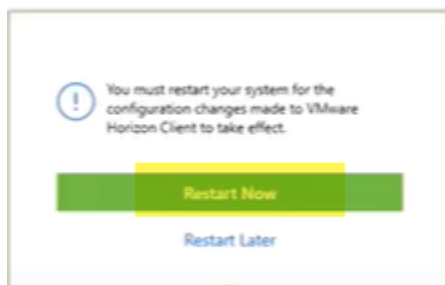 You must restart your system for the
configuration changes made to VMware
Horizon Client to take effect.
Restart Now
Restart Later